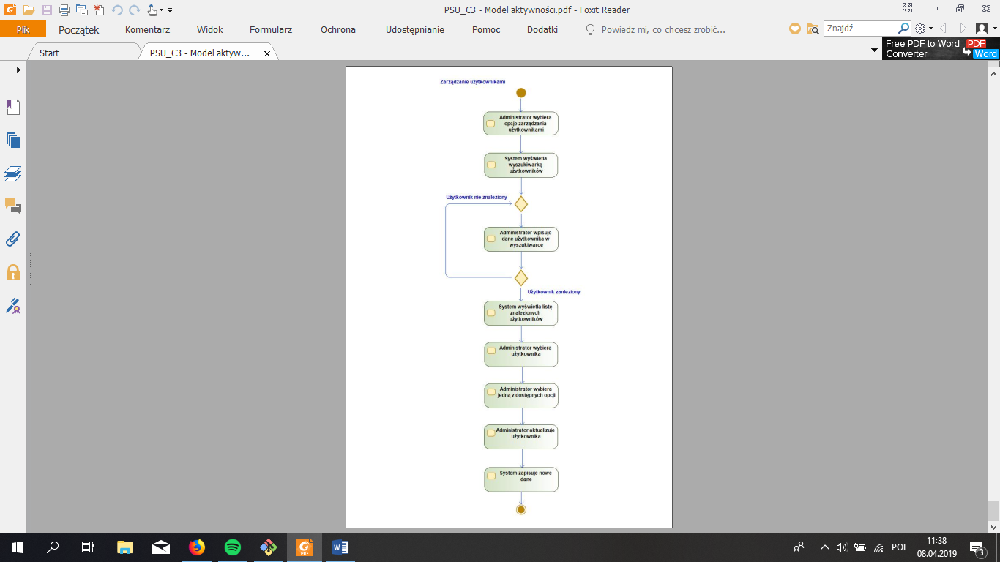 PSU_C3 - Model aktywności.pdf - Foxit Reader
Plik
Początek
Komentarz
Widok
Formularz
Ochrona
Udostępnianie
Pomoc
Dodatki
Powiedz mi, co chcesz zrobić...
Znajdź
Start
PSU_C3 - Model aktyw...
Free PDF to Word
Converter
PDF
Word
Zarządzanie użytkownikami
Administrator wybiera
opcje zarządzania
użytkownikami
System wyświetla
wyszukiwarkę
użytkowników
Użytkownik nie znaleziony
Administrator wpisuje
dane użytkownika w
wyszukiwarce
Użytkownik zanleziony
System wyświetla listę
znalezionych
użytkowników
Administrator wybiera
użytkownika
Administrator wybiera
jedną z dostępnych opcji
Administrator aktualizuje
użytkownika
System zapisuje nowe
dane
PDF
POL
11:38
08.04.2019
3